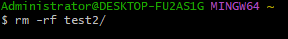 Administrator@DESKTOP-FU2AS1G MINGW64 ~
$ rm -rf test2/